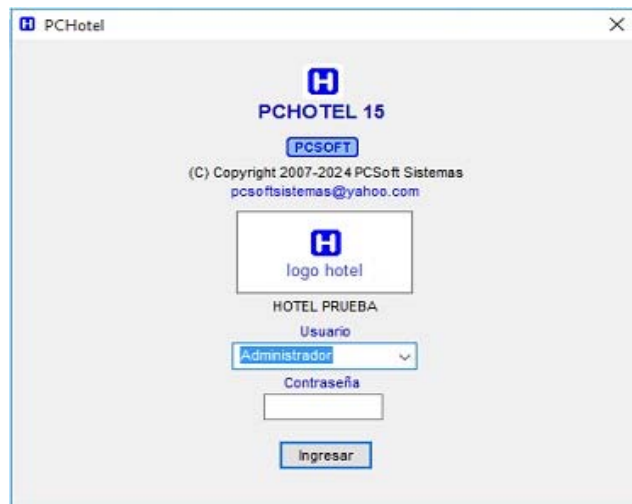 H PCHotel
H
PCHOTEL 15
PCSOFT
(C) Copyright 2007-2024 PCSoft Sistemas
pcsoftsistemas@yahoo.com
H
logo hotel
HOTEL PRUEBA
Usuario
Administrador
Contraseña
Ingresar